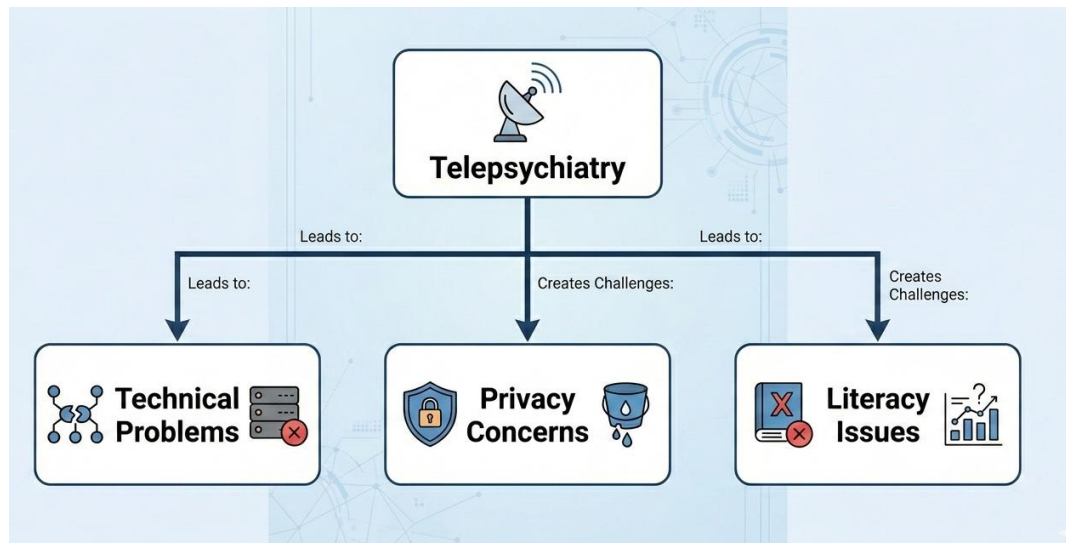 Telepsychiatry
Leads to:
Leads to:
Leads to:
Creates Challenges:
Creates
Challenges:
Technical
Problems
Privacy
Concerns
Literacy
Issues